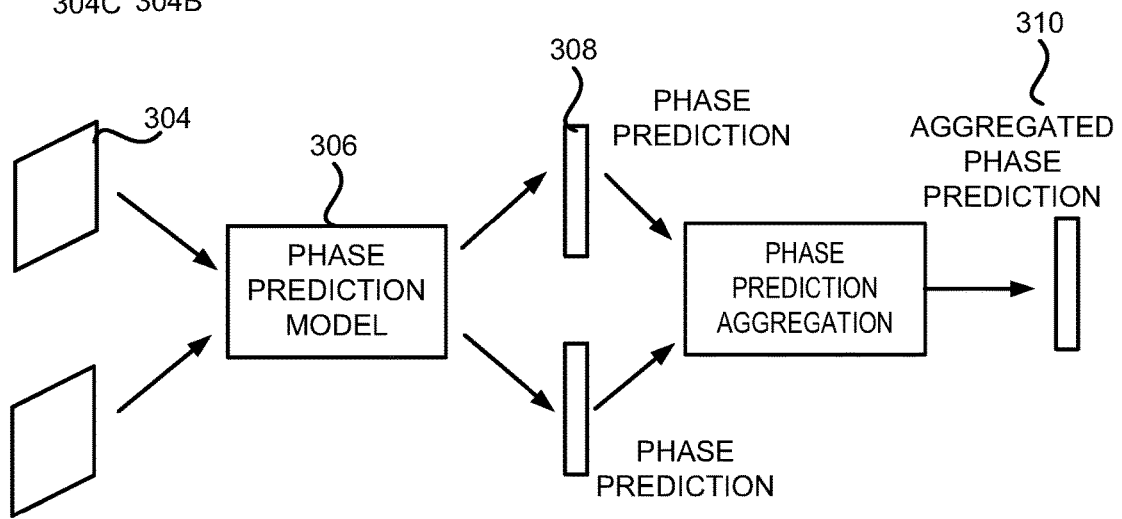 304C 304B
304
306
308
310
PHASE
PREDICTION
AGGREGATED
PHASE
PREDICTION
PHASE
PREDICTION
MODEL
PHASE
PREDICTION
AGGREGATION
PHASE
PREDICTION